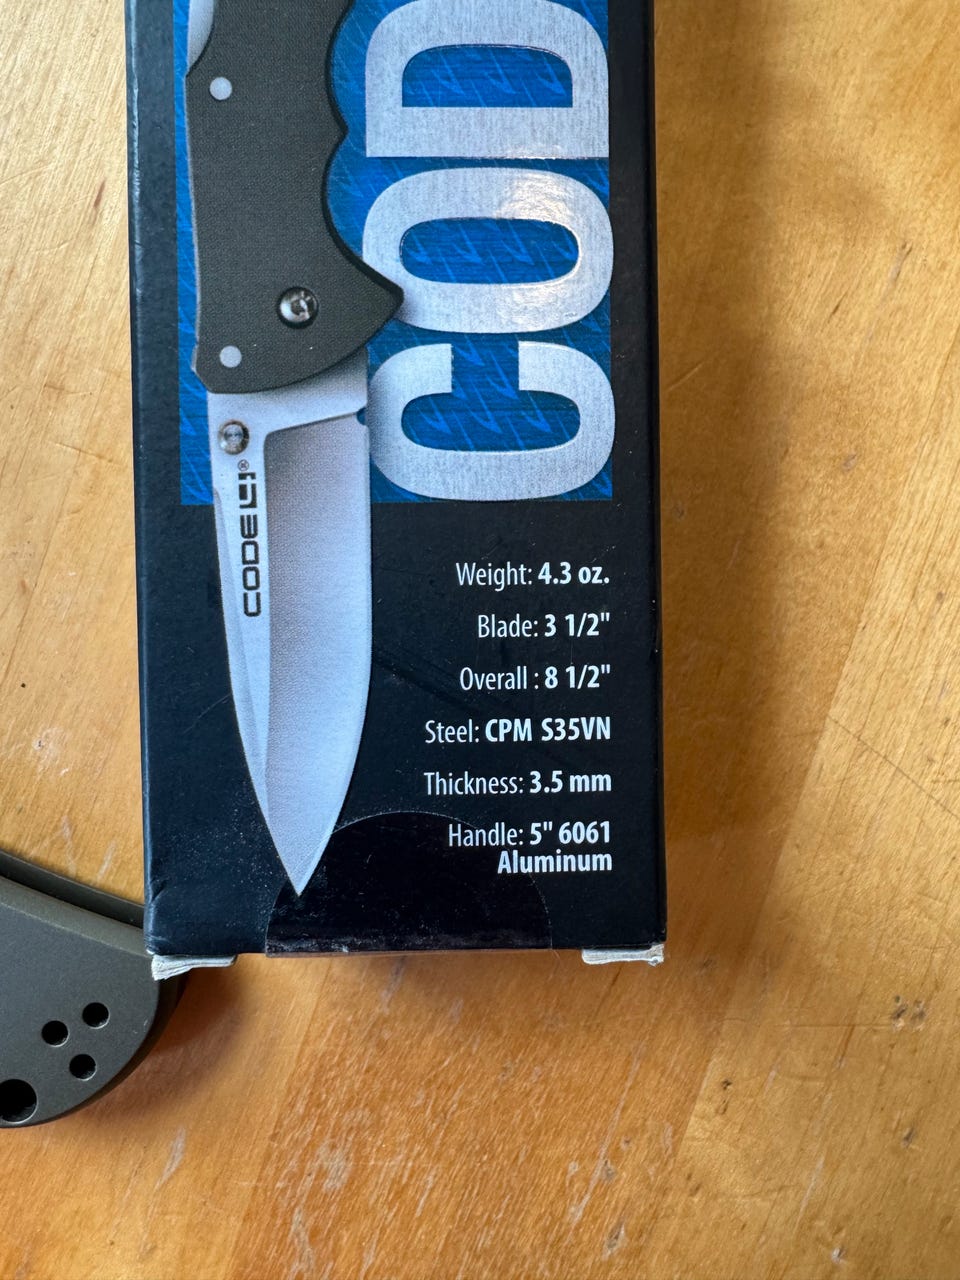 COD
CODE 4®
Weight: 4.3 oz.
Blade: 3 1/2"
Overall : 8 1/2"
Steel: CPM S35VN
Thickness: 3.5 mm
Handle: 5" 6061
Aluminum